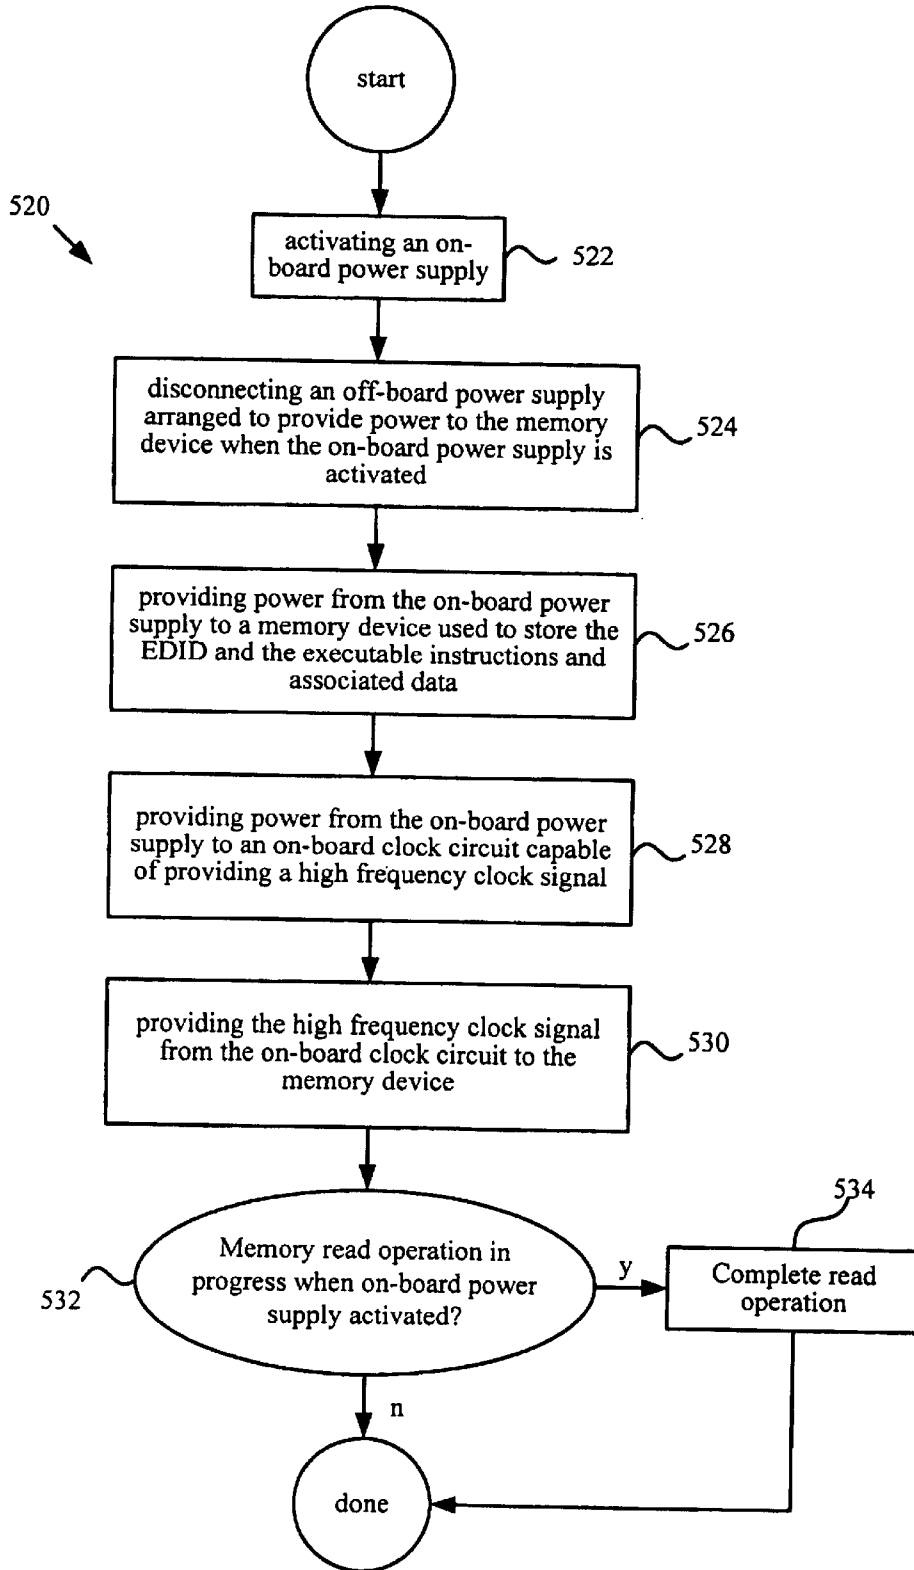 start
520
activating an on-
board power supply
522
disconnecting an off-board power supply
arranged to provide power to the memory
device when the on-board power supply is
activated
524
providing power from the on-board power
supply to a memory device used to store the
EDID and the executable instructions and
associated data
526
providing power from the on-board power
supply to an on-board clock circuit capable
of providing a high frequency clock signal
528
providing the high frequency clock signal
from the on-board clock circuit to the
memory device
530
534
Memory read operation in
progress when on-board power
supply activated?
532
y
Complete read
operation
n
done